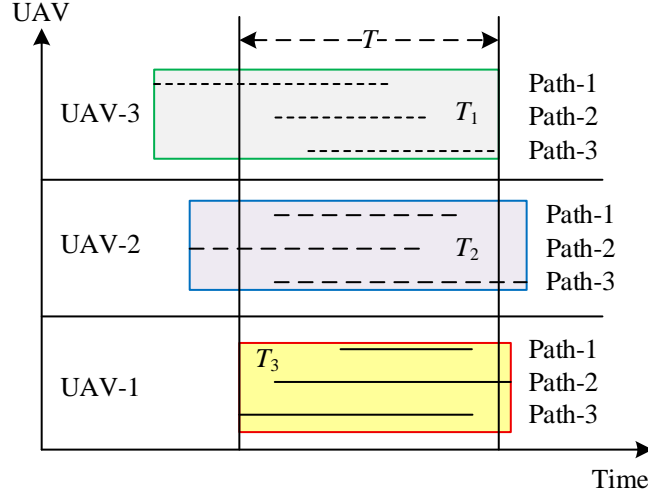 UAV
T
UAV-3
T1
Path-1
Path-2
Path-3
UAV-2
T2
Path-1
Path-2
Path-3
UAV-1
T3
Path-1
Path-2
Path-3
Time